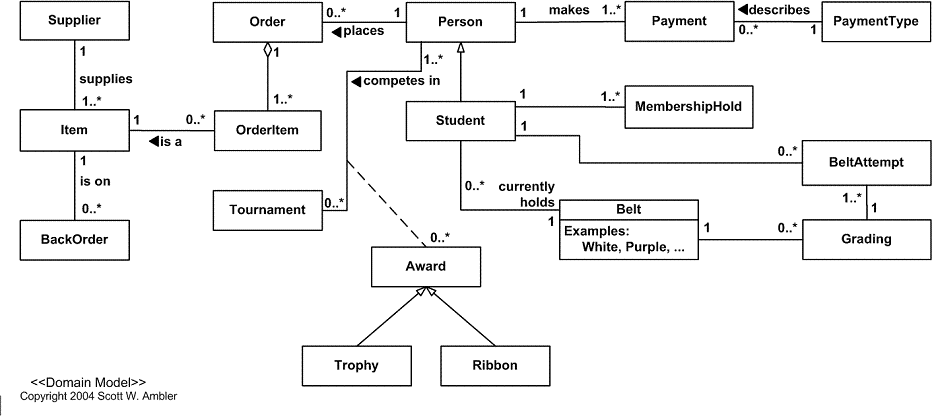 Supplier
Order
0..*
1
Person
1
makes
1..*
Payment
◄describes
0..*
1
PaymentType
◄places
1
supplies
1..*
1
1..*
1..*
◄competes in
Item
1
0..*
◄is a
OrderItem
Student
1
1..*
MembershipHold
1
0..*
BeltAttempt
1
is on
0..*
BackOrder
Tournament
0..*
0..*
currently
holds
1
Belt
Examples:
White, Purple, ...
1
0..*
1..*
1
Grading
0..*
Award
Trophy
Ribbon
<<Domain Model>>
Copyright 2004 Scott W. Ambler